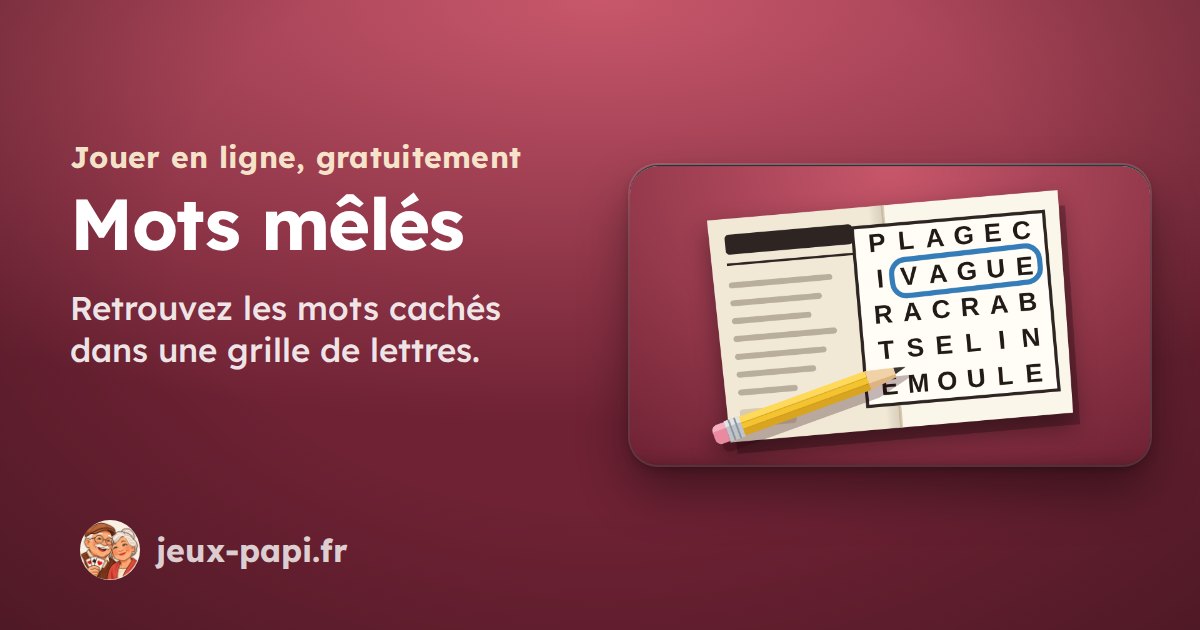 Jouer en ligne, gratuitement
Mots mêlés
Retrouvez les mots cachés
dans une grille de lettres.
PLAGEC
IVAGUE
RACRAB
TSELIN
EMOULE
jeux-papi.fr